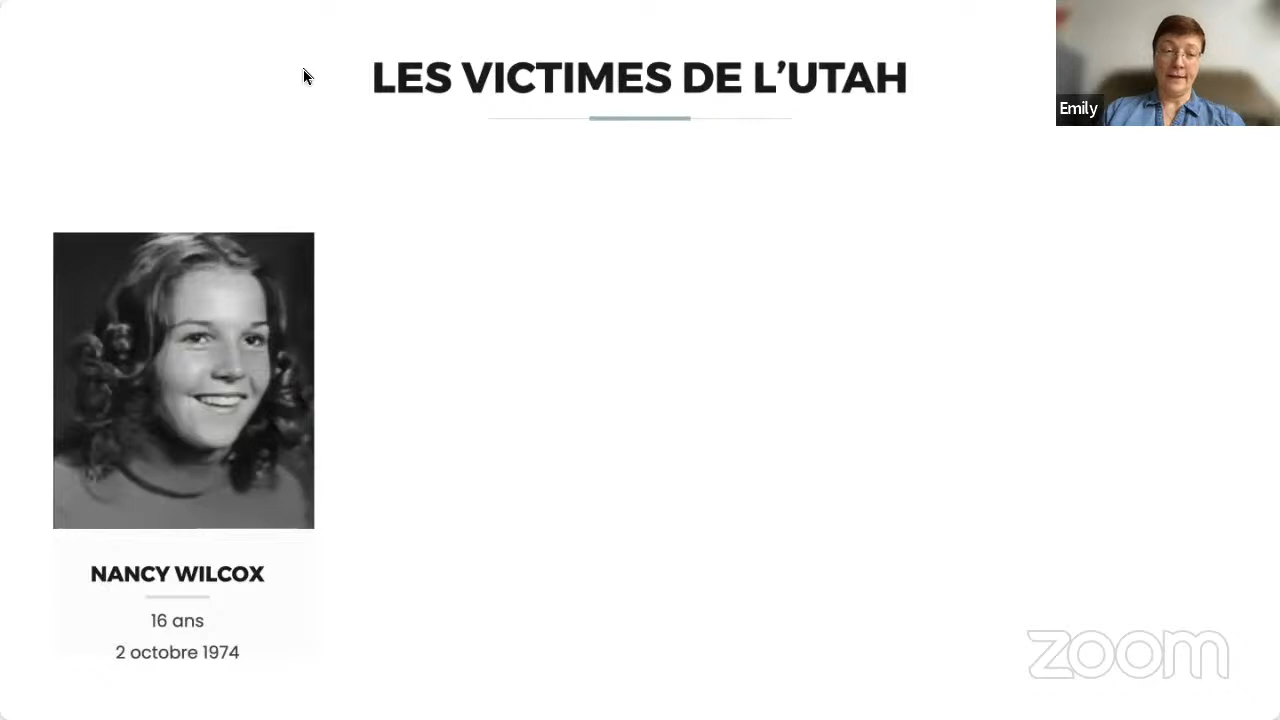 LES VICTIMES DE L’UTAH
Emily
NANCY WILCOX
16 ans
2 octobre 1974
zoom